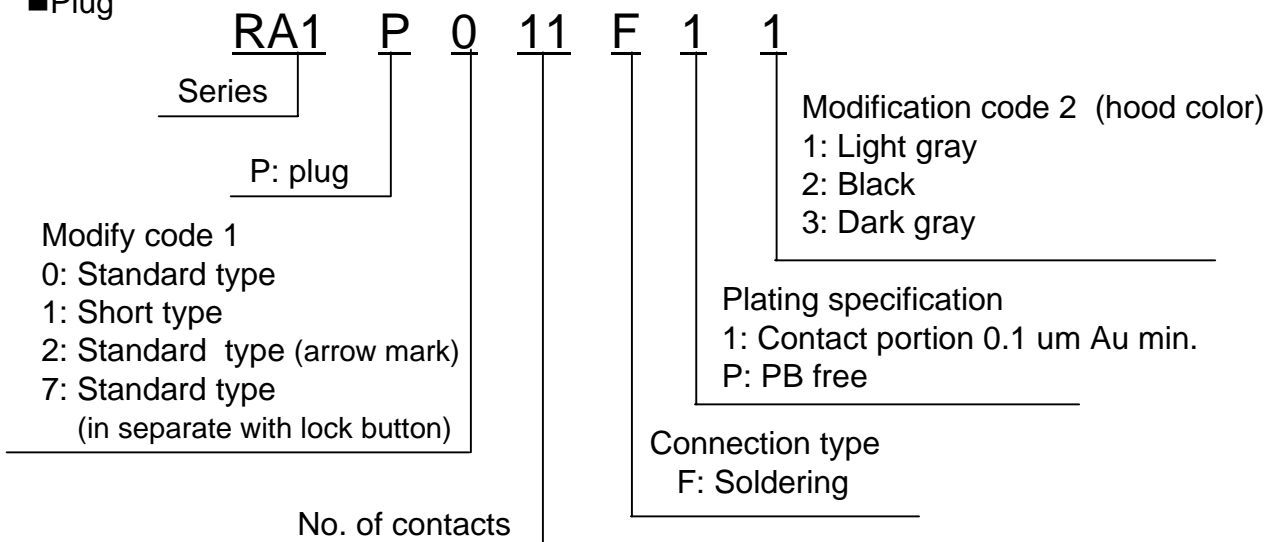 ■Plug
RA1 P 0 11 F 1 1
Series
P: plug
Modify code 1
0: Standard type
1: Short type
2: Standard type (arrow mark)
7: Standard type
(in separate with lock button)
No. of contacts
Modification code 2 (hood color)
1: Light gray
2: Black
3: Dark gray
Plating specification
1: Contact portion 0.1 um Au min.
P: PB free
Connection type
F: Soldering